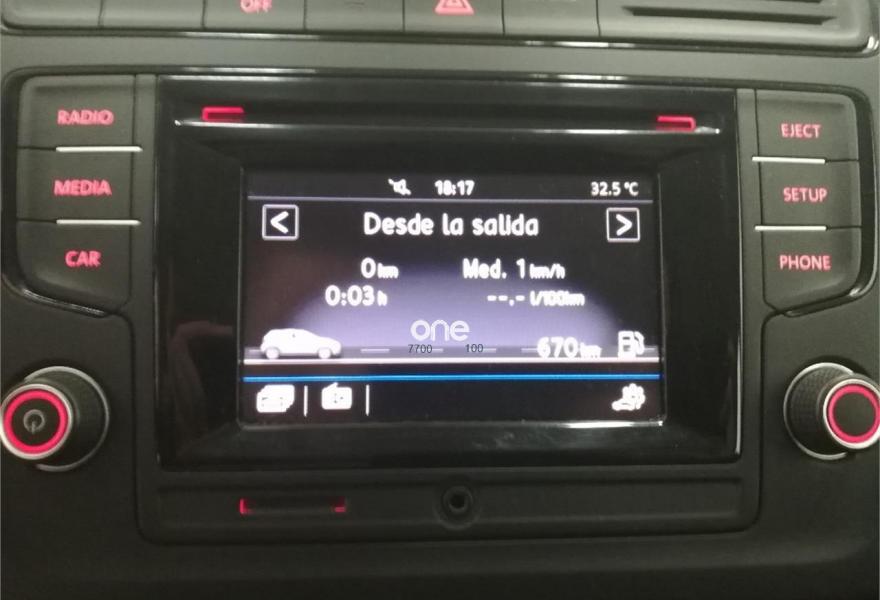 OFF
RADIO
MEDIA
CAR
EJECT
SETUP
PHONE
18:17 32.5 °C
< Desde la salida >
0 km Med. 1 km/h
0:03 h --,- l/100km
one
7700 100
670 km